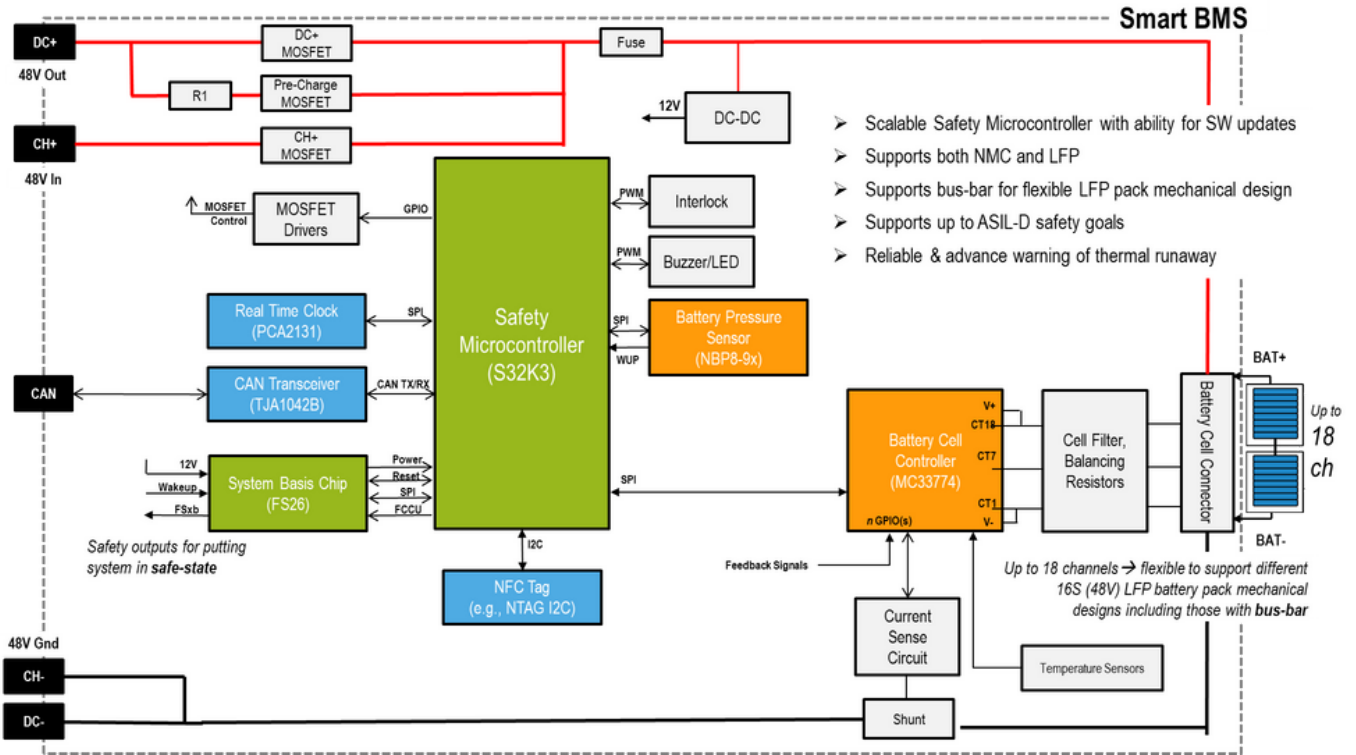 Smart BMS
DC+
48V Out
DC+
MOSFET
Fuse
R1
Pre-Charge
MOSFET
12V
DC-DC
CH+
48V In
CH+
MOSFET
➢ Scalable Safety Microcontroller with ability for SW updates
➢ Supports both NMC and LFP
➢ Supports bus-bar for flexible LFP pack mechanical design
➢ Supports up to ASIL-D safety goals
➢ Reliable & advance warning of thermal runaway
MOSFET
Control
MOSFET
Drivers
GPIO
PWM
Interlock
PWM
Buzzer/LED
Real Time Clock
(PCA2131)
SPI
Safety
Microcontroller
(S32K3)
SPI
WUP
Battery Pressure
Sensor
(NBP8-9x)
CAN
CAN Transceiver
(TJA1042B)
CAN TX/RX
12V
Wakeup
FSxb
System Basis Chip
(FS26)
Power
Reset
SPI
FCCU
Safety outputs for putting
system in safe-state
SPI
I2C
NFC Tag
(e.g., NTAG I2C)
Battery Cell
Controller
(MC33774)
V+
CT18
CT7
CT1
V-
n GPIO(s)
Cell Filter,
Balancing
Resistors
Battery Cell Connector
BAT+
Up to
18
ch
BAT-
Feedback Signals
Up to 18 channels → flexible to support different
16S (48V) LFP battery pack mechanical
designs including those with bus-bar
Current
Sense
Circuit
Temperature Sensors
Shunt
48V Gnd
CH-
DC-